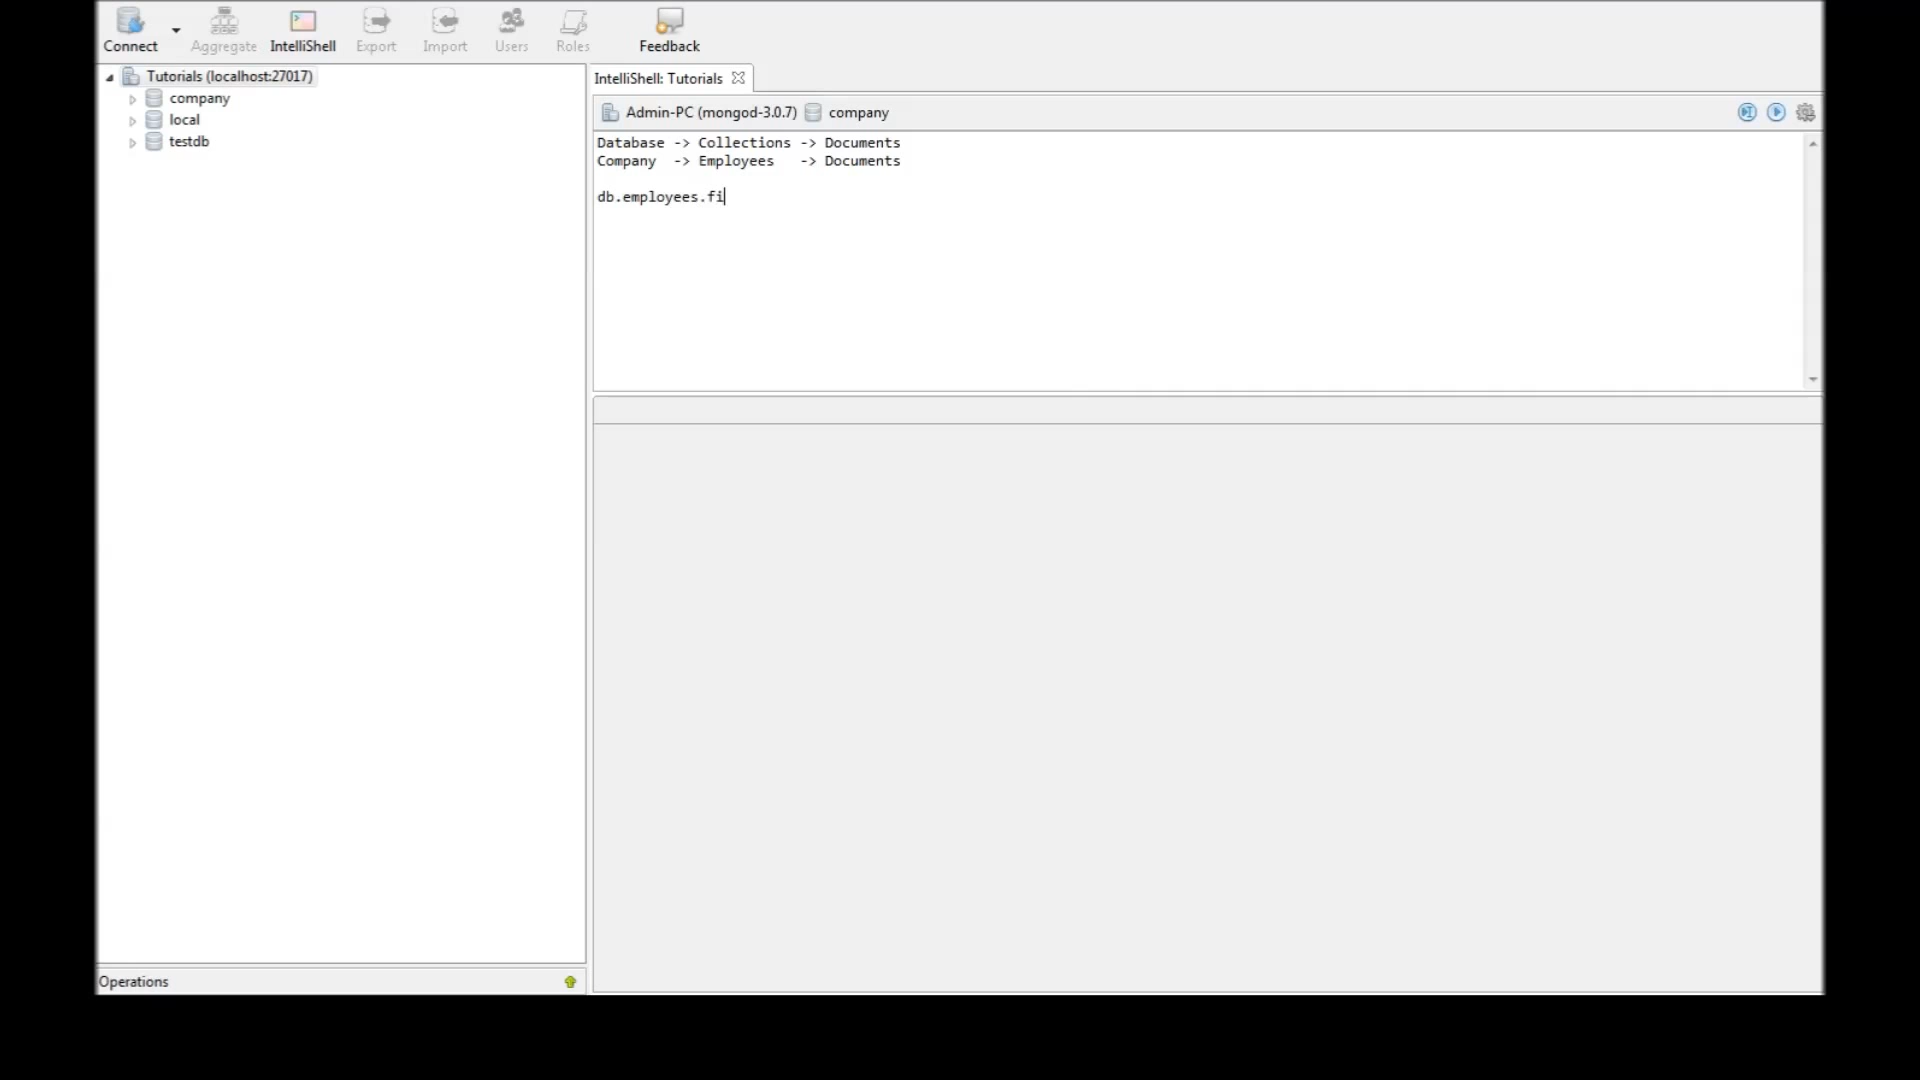 Connect
Aggregate
IntelliShell
Export
Import
Users
Roles
Feedback
Tutorials (localhost:27017)
company
local
testdb
IntelliShell: Tutorials
Admin-PC (mongod-3.0.7) company
Database -> Collections -> Documents
Company -> Employees -> Documents
db.employees.fi
Operations